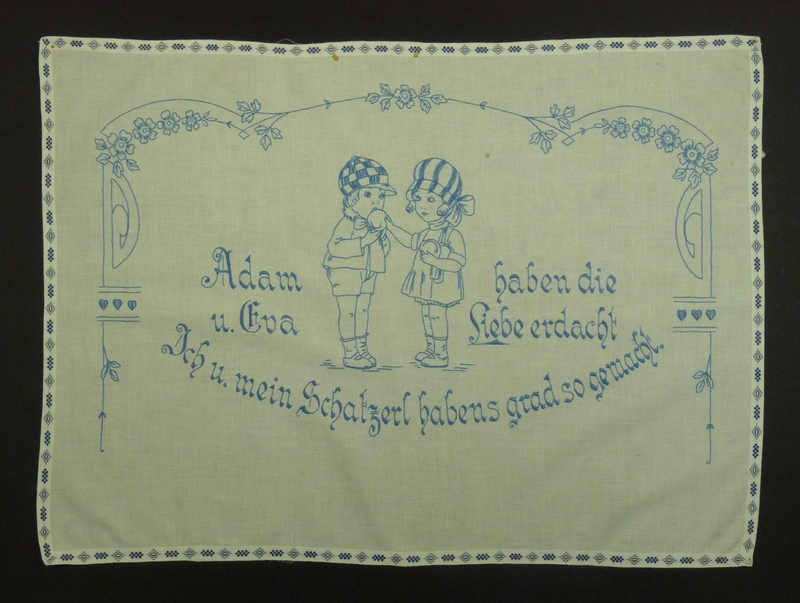 Adam haben die
u. Eva Liebe erdacht
Ich u. mein Schatzerl habens grad so gemacht.